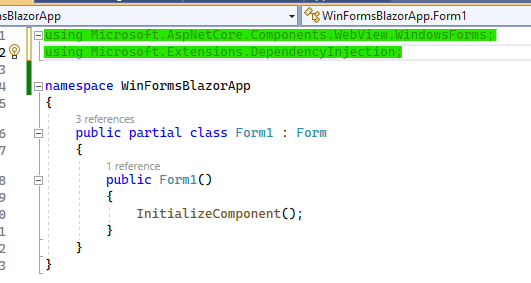 nsBlazorApp
WinFormsBlazorApp.Form1
1 using Microsoft.AspNetCore.Components.WebView.WindowsForms;
2 using Microsoft.Extensions.DependencyInjection;
3
4 namespace WinFormsBlazorApp
5 {
3 references
6 public partial class Form1 : Form
7 {
1 reference
8 public Form1()
9 {
0 InitializeComponent();
1 }
2 }
3 }